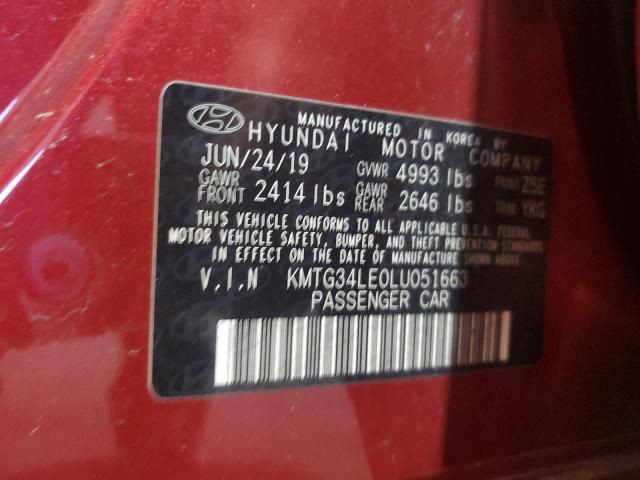 MANUFACTURED IN KOREA BY
HYUNDAI MOTOR COMPANY
JUN/24/19 GVWR 4993 lbs PAINT Z5E
GAWR FRONT 2414 lbs GAWR REAR 2646 lbs TRIM YKG
THIS VEHICLE CONFORMS TO ALL APPLICABLE U.S.A. FEDERAL
MOTOR VEHICLE SAFETY, BUMPER, AND THEFT PREVENTION
STANDARDS IN EFFECT ON THE DATE OF MANUFACTURE SHOWN ABOVE.
V.I.N KMTG34LE0LU051663
PASSENGER CAR